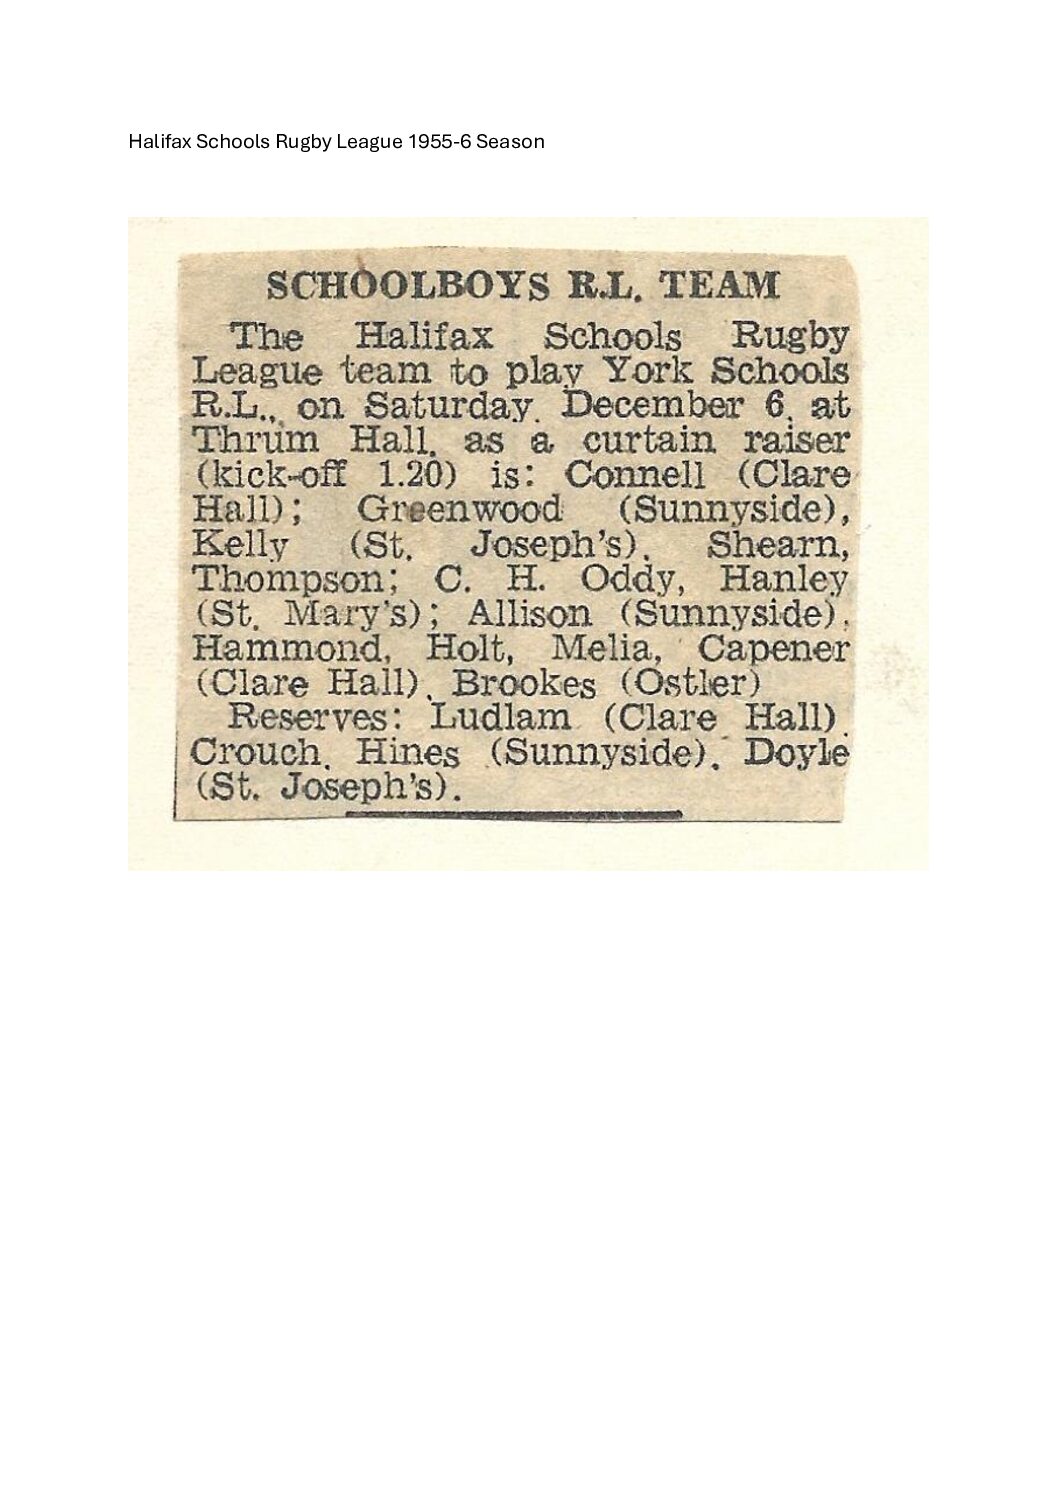 Halifax Schools Rugby League 1955-6 Season
SCHOOLBOYS R.L. TEAM
The Halifax Schools Rugby
League team to play York Schools
R.L., on Saturday, December 6, at
Thrum Hall, as a curtain raiser
(kick-off 1.20) is: Connell (Clare
Hall); Greenwood (Sunnyside),
Kelly (St. Joseph's), Shearn,
Thompson; C. H. Oddy, Hanley
(St. Mary's); Allison (Sunnyside),
Hammond, Holt, Melia, Capener
(Clare Hall), Brookes (Ostler)
Reserves: Ludlam (Clare Hall),
Crouch, Hines (Sunnyside), Doyle
(St. Joseph's).